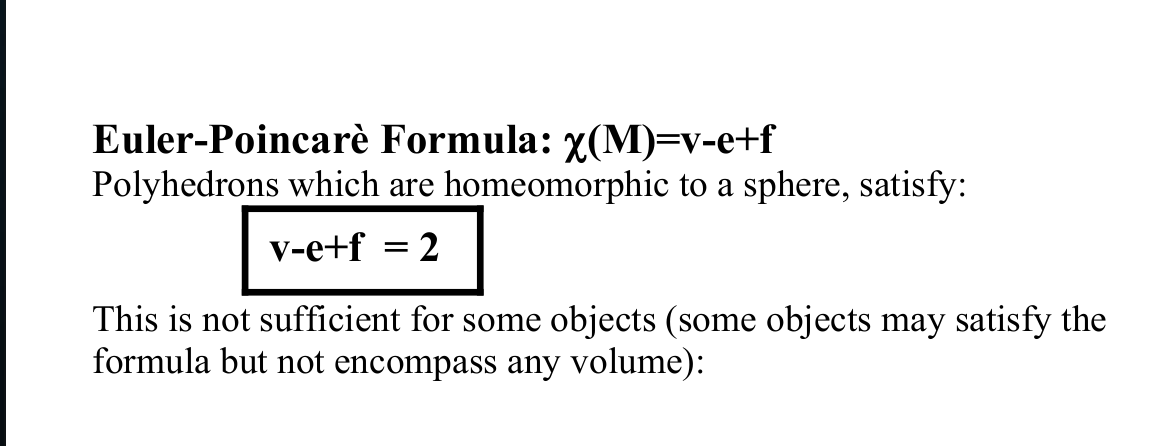 Euler-Poincarè Formula: χ(M)=v-e+f
Polyhedrons which are homeomorphic to a sphere, satisfy:
v-e+f = 2
This is not sufficient for some objects (some objects may satisfy the
formula but not encompass any volume):